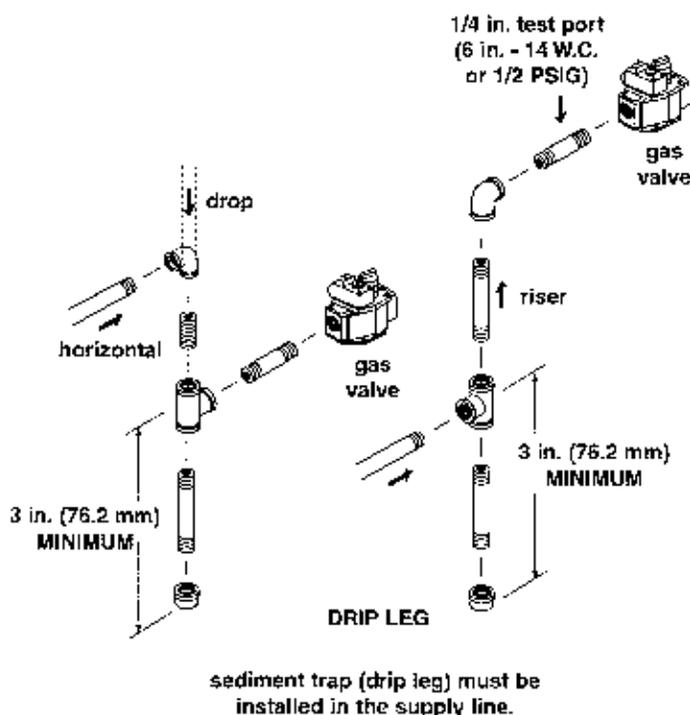 1/4 in. test port
(6 in. - 14 W.C.
or 1/2 PSIG)
gas
valve
drop
riser
horizontal
gas
valve
3 in. (76.2 mm)
MINIMUM
3 in. (76.2 mm)
MINIMUM
DRIP LEG
sediment trap (drip leg) must be
installed in the supply line.